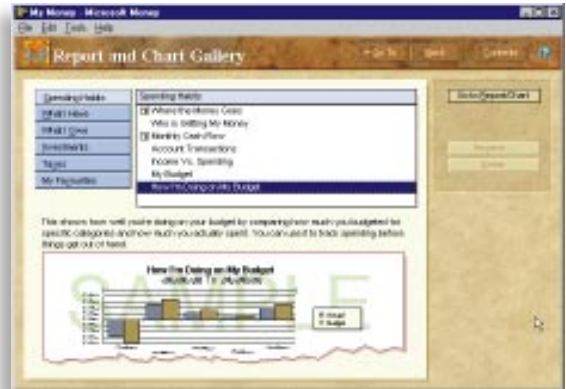 My Money - Microsoft Money
File Edit Tools Help
Report and Chart Gallery
Go To Back Contents
Spending Habits
What I Have
What I Owe
Investments
Taxes
My Favourites
Spending Habits
Where the Money Goes
Who is Getting My Money
Monthly Cash Flow
Account Transactions
Income Vs. Spending
My Budget
How I'm Doing on My Budget
Go to Report/Chart
This shows how well you're doing on your budget by comparing how much you budgeted for
specific categories and how much you actually spent. You can use it to track spending before
things get out of hand.
SAMPLE
How I'm Doing on My Budget
Actual
Budget